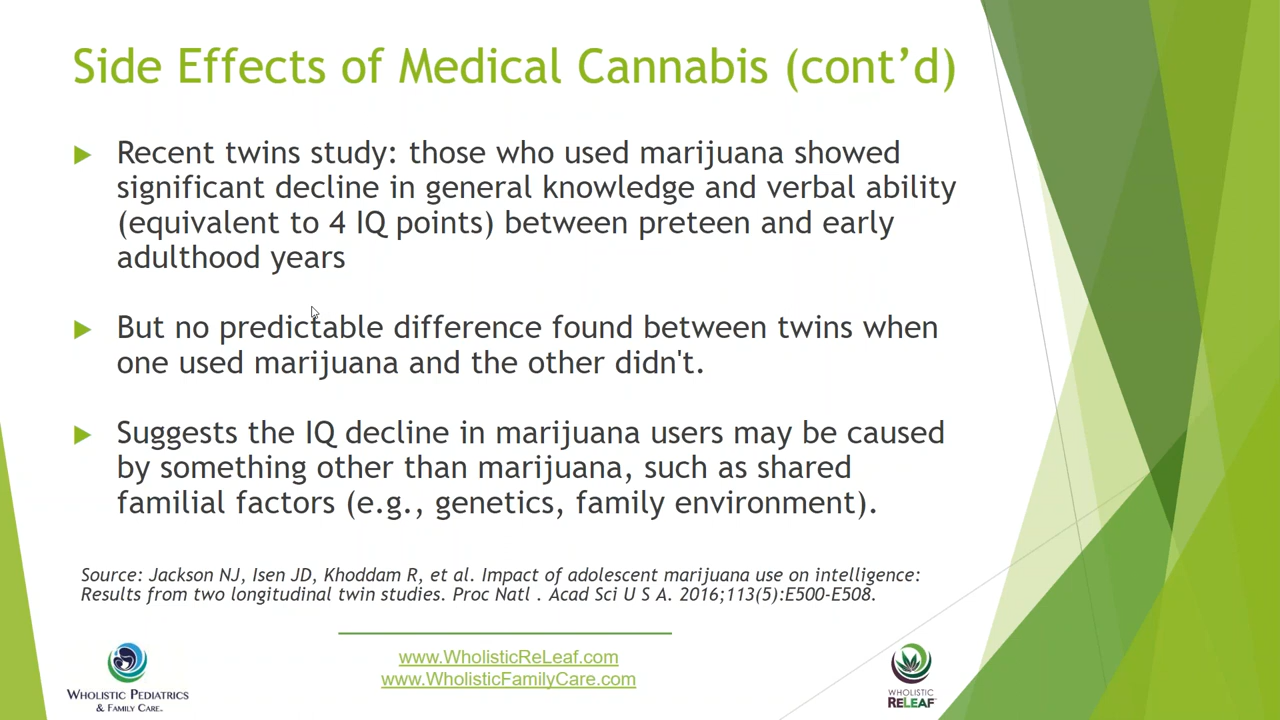 Side Effects of Medical Cannabis (cont’d)
Recent twins study: those who used marijuana showed
significant decline in general knowledge and verbal ability
(equivalent to 4 IQ points) between preteen and early
adulthood years
But no predictable difference found between twins when
one used marijuana and the other didn't.
Suggests the IQ decline in marijuana users may be caused
by something other than marijuana, such as shared
familial factors (e.g., genetics, family environment).
Source: Jackson NJ, Isen JD, Khoddam R, et al. Impact of adolescent marijuana use on intelligence:
Results from two longitudinal twin studies. Proc Natl . Acad Sci U S A. 2016;113(5):E500-E508.
www.WholisticReLeaf.com
www.WholisticFamilyCare.com
WHOLISTIC PEDIATRICS
& FAMILY CARE.
WHOLISTIC
RELEAF